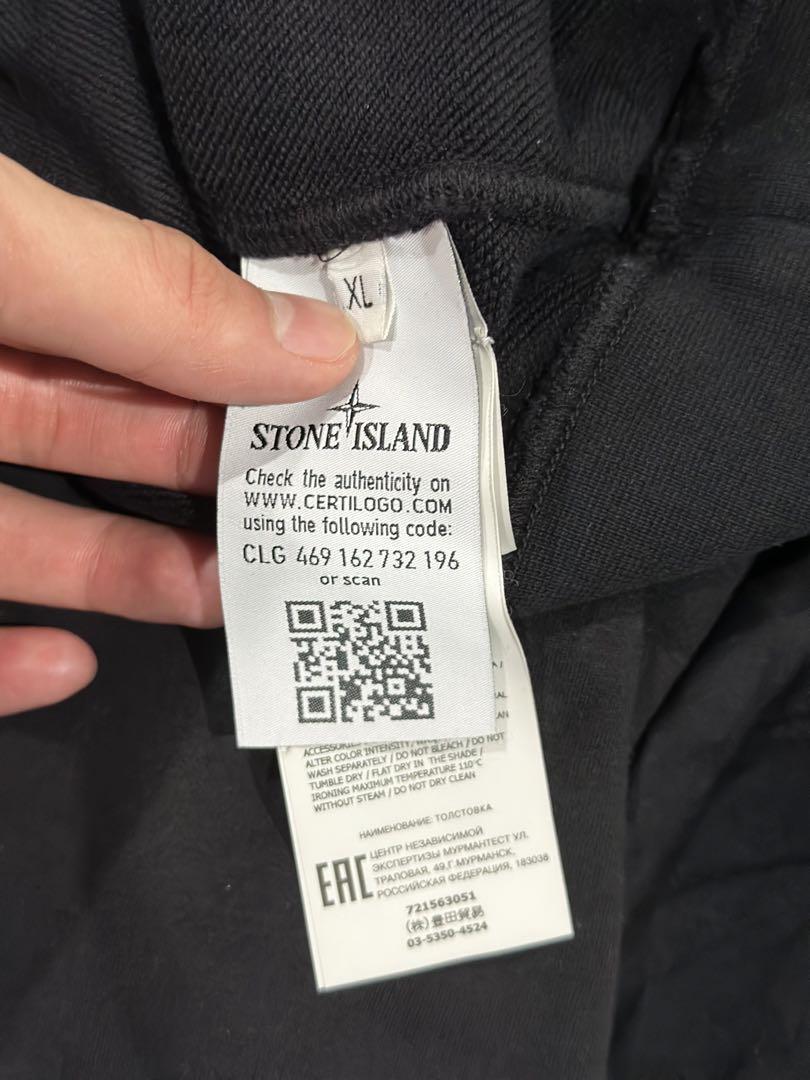 XL
STONE ISLAND
Check the authenticity on
WWW.CERTILOGO.COM
using the following code:
CLG 469 162 732 196
or scan
ALTER COLOR INTENSITY,
WASH SEPARATELY / DO NOT BLEACH / DO NOT
TUMBLE DRY / FLAT DRY IN THE SHADE /
IRONING MAXIMUM TEMPERATURE 110°C
WITHOUT STEAM / DO NOT DRY CLEAN
НАИМЕНОВАНИЕ: ТОЛСТОВКА
EAC
ЦЕНТР НЕЗАВИСИМОЙ
ЭКСПЕРТИЗЫ МУРМАНТЕСТ УЛ.
ТРАЛОВАЯ, 49,Г.МУРМАНСК,
РОССИЙСКАЯ ФЕДЕРАЦИЯ, 183038
721563051
(株)豊田貿易
03-5350-4524